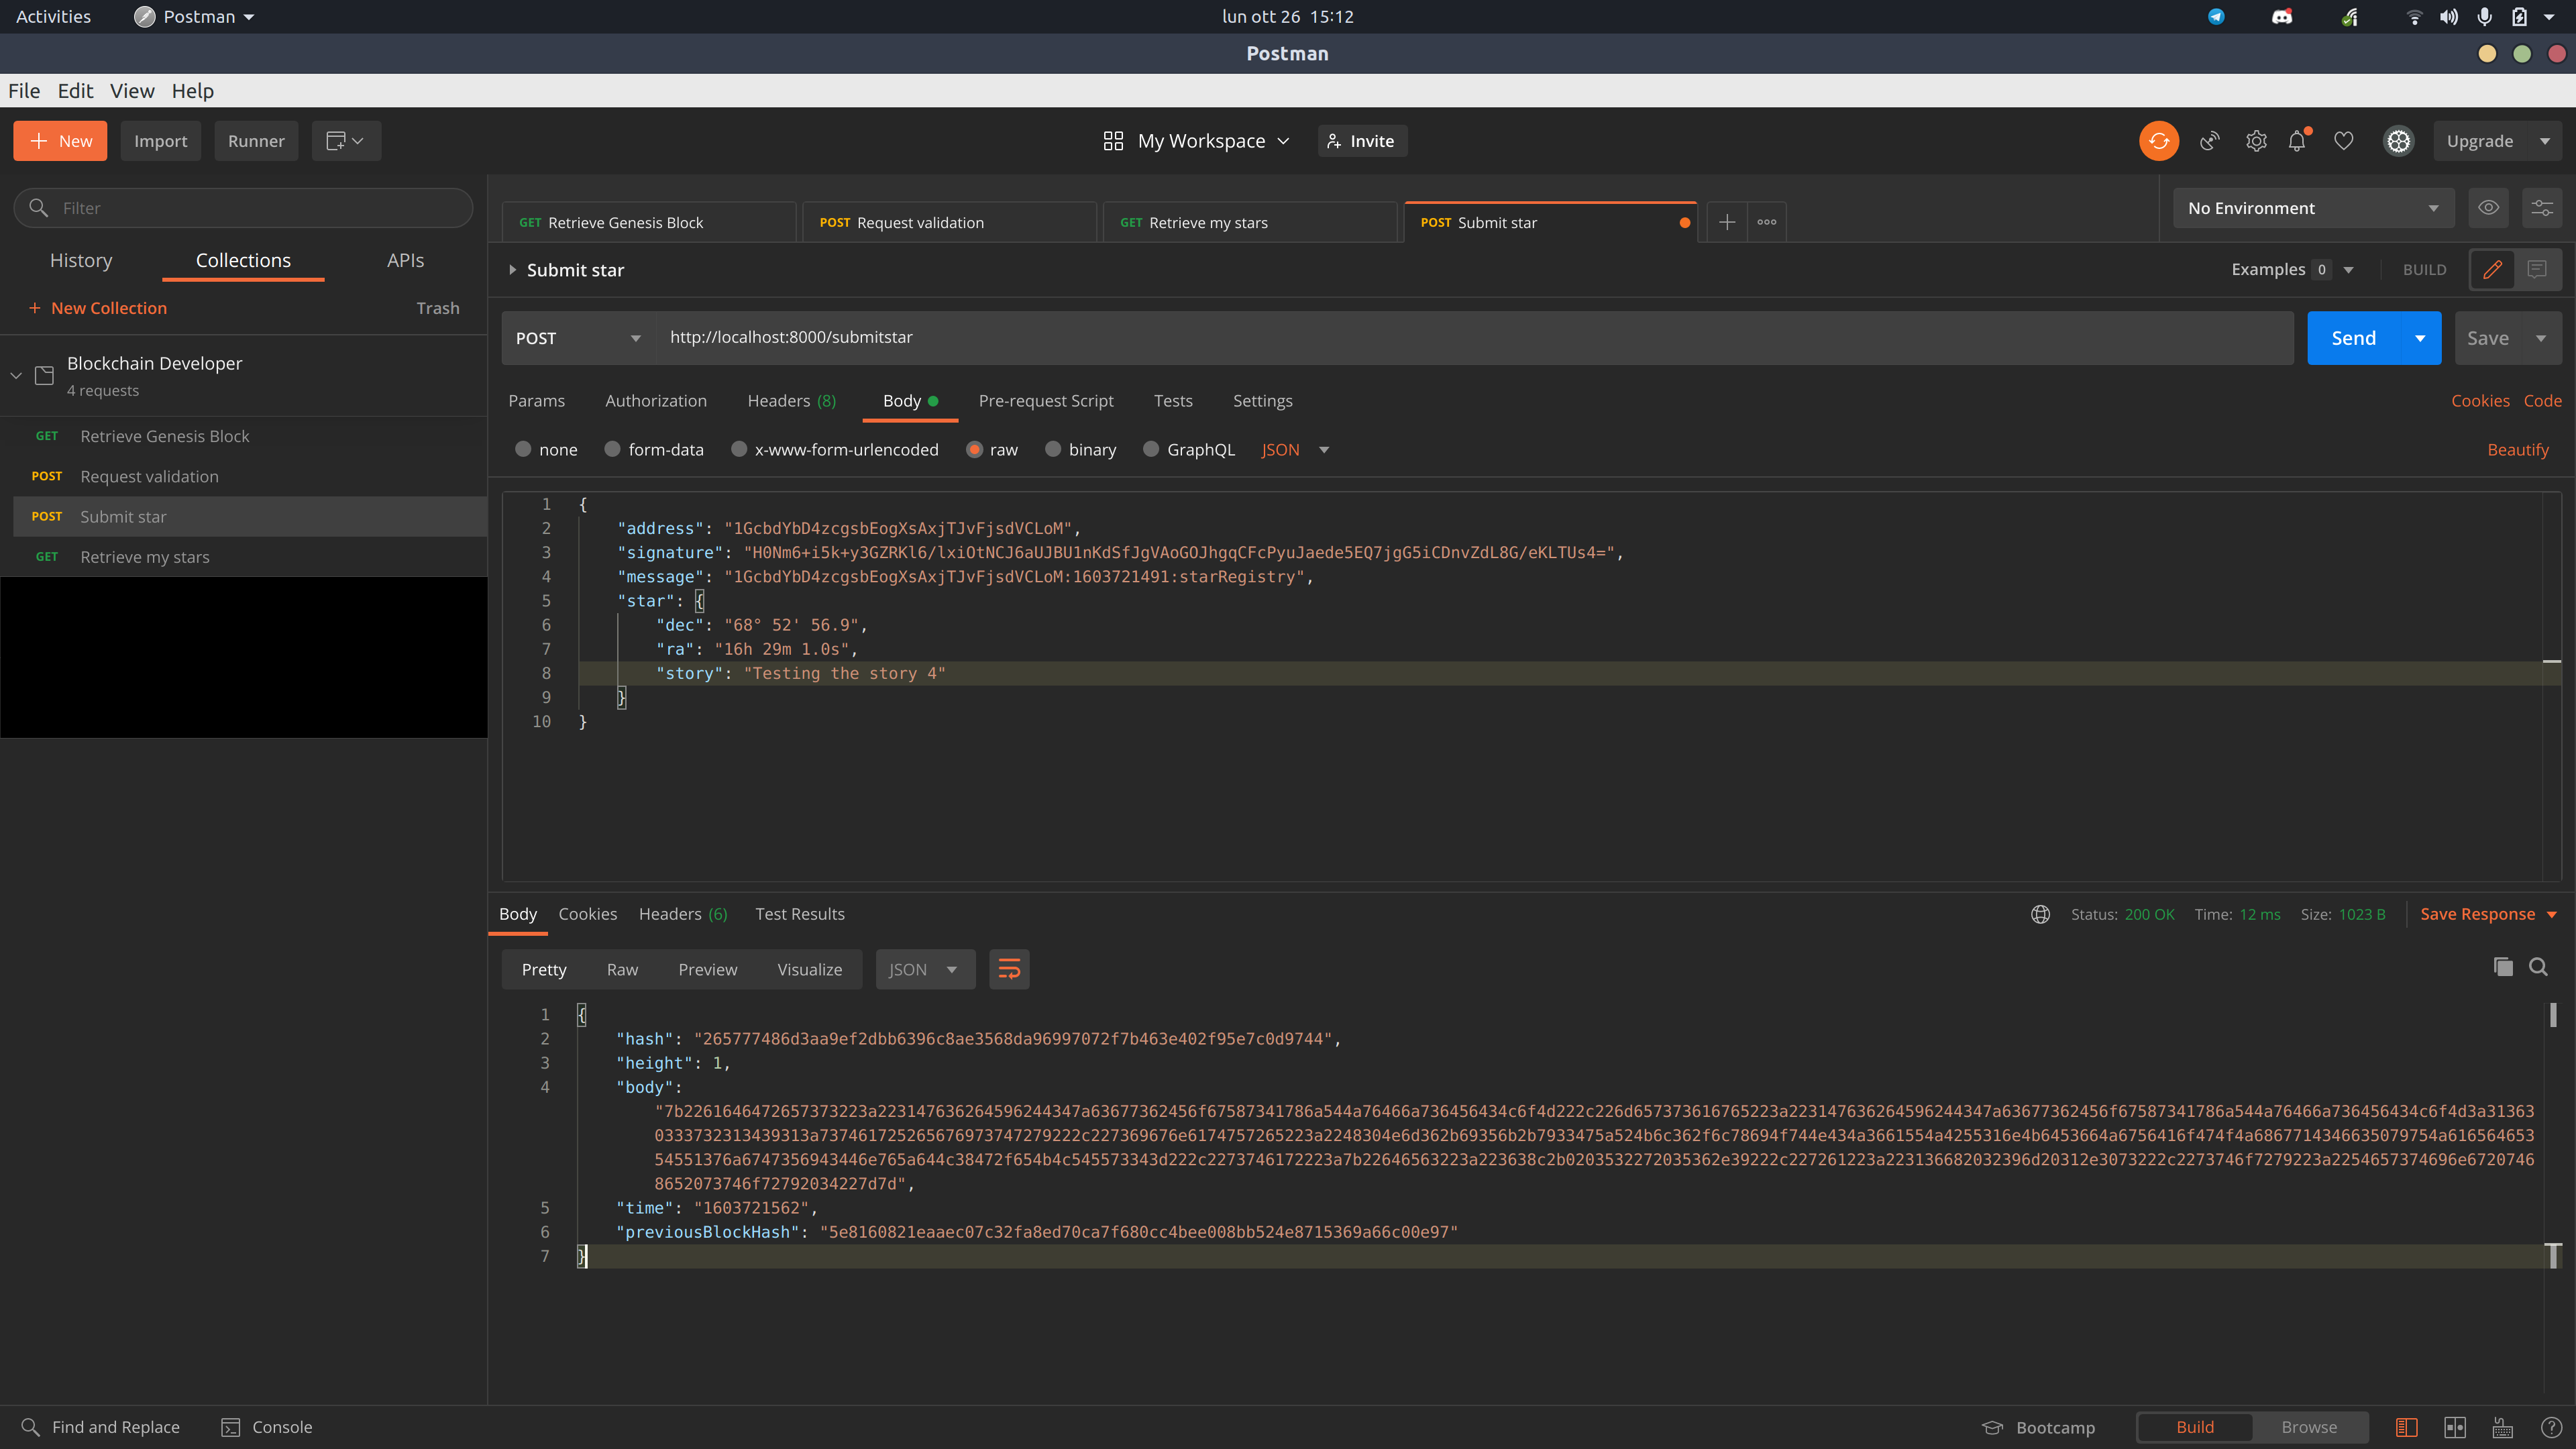 Activities Postman lun ott 26 15:12
Postman
File Edit View Help
New Import Runner My Workspace Invite Upgrade
Filter
History Collections APIs
+ New Collection Trash
Blockchain Developer
4 requests
GET Retrieve Genesis Block
POST Request validation
POST Submit star
GET Retrieve my stars
GET Retrieve Genesis Block POST Request validation GET Retrieve my stars POST Submit star No Environment
Submit star Examples 0 BUILD
POST http://localhost:8000/submitstar Send Save
Params Authorization Headers (8) Body Pre-request Script Tests Settings Cookies Code
none form-data x-www-form-urlencoded raw binary GraphQL JSON Beautify
1 {
2 "address": "1GcbdYbD4zcgsbEogXsAxjTJvFjsdVCLoM",
3 "signature": "H0Nm6+i5k+y3GZRKl6/lxiOtNCJ6aUJBU1nKdSfJgVAoGOJhgqCFcPyuJaede5EQ7jgG5iCDnvZdL8G/eKLTUs4=",
4 "message": "1GcbdYbD4zcgsbEogXsAxjTJvFjsdVCLoM:1603721491:starRegistry",
5 "star": {
6 "dec": "68° 52' 56.9",
7 "ra": "16h 29m 1.0s",
8 "story": "Testing the story 4"
9 }
10 }
Body Cookies Headers (6) Test Results Status: 200 OK Time: 12 ms Size: 1023 B Save Response
Pretty Raw Preview Visualize JSON
1 {
2 "hash": "265777486d3aa9ef2dbb6396c8ae3568da96997072f7b463e402f95e7c0d9744",
3 "height": 1,
4 "body":
"7b2261646472657373223a223147636264596244347a63677362456f67587341786a544a76466a736456434c6f4d222c226d657373616765223a223147636264596244347a63677362456f67587341786a544a76466a736456434c6f4d3a31363
0333732313439313a7374617252656769737472​79222c227369676e6174757265223a2248304e6d362b69356b2b7933475a524b6c362f6c78694f744e434a3661554a4255316e4b6453664a6756416f474f4a68677143466350​79754a616564653
54551376a6747356943446e765a644c38472f654b4c545573343d222c2273746172223a7b22646563223a223638c2b0203532272035362e39222c227261223a223136682032396d20312e3073222c2273746f7279223a2254657374696e6720746
8652073746f72792034227d7d",
5 "time": "1603721562",
6 "previousBlockHash": "5e8160821eaaec07c32fa8ed70ca7f680cc4bee008bb524e8715369a66c00e97"
7 }
Find and Replace Console Bootcamp Build Browse